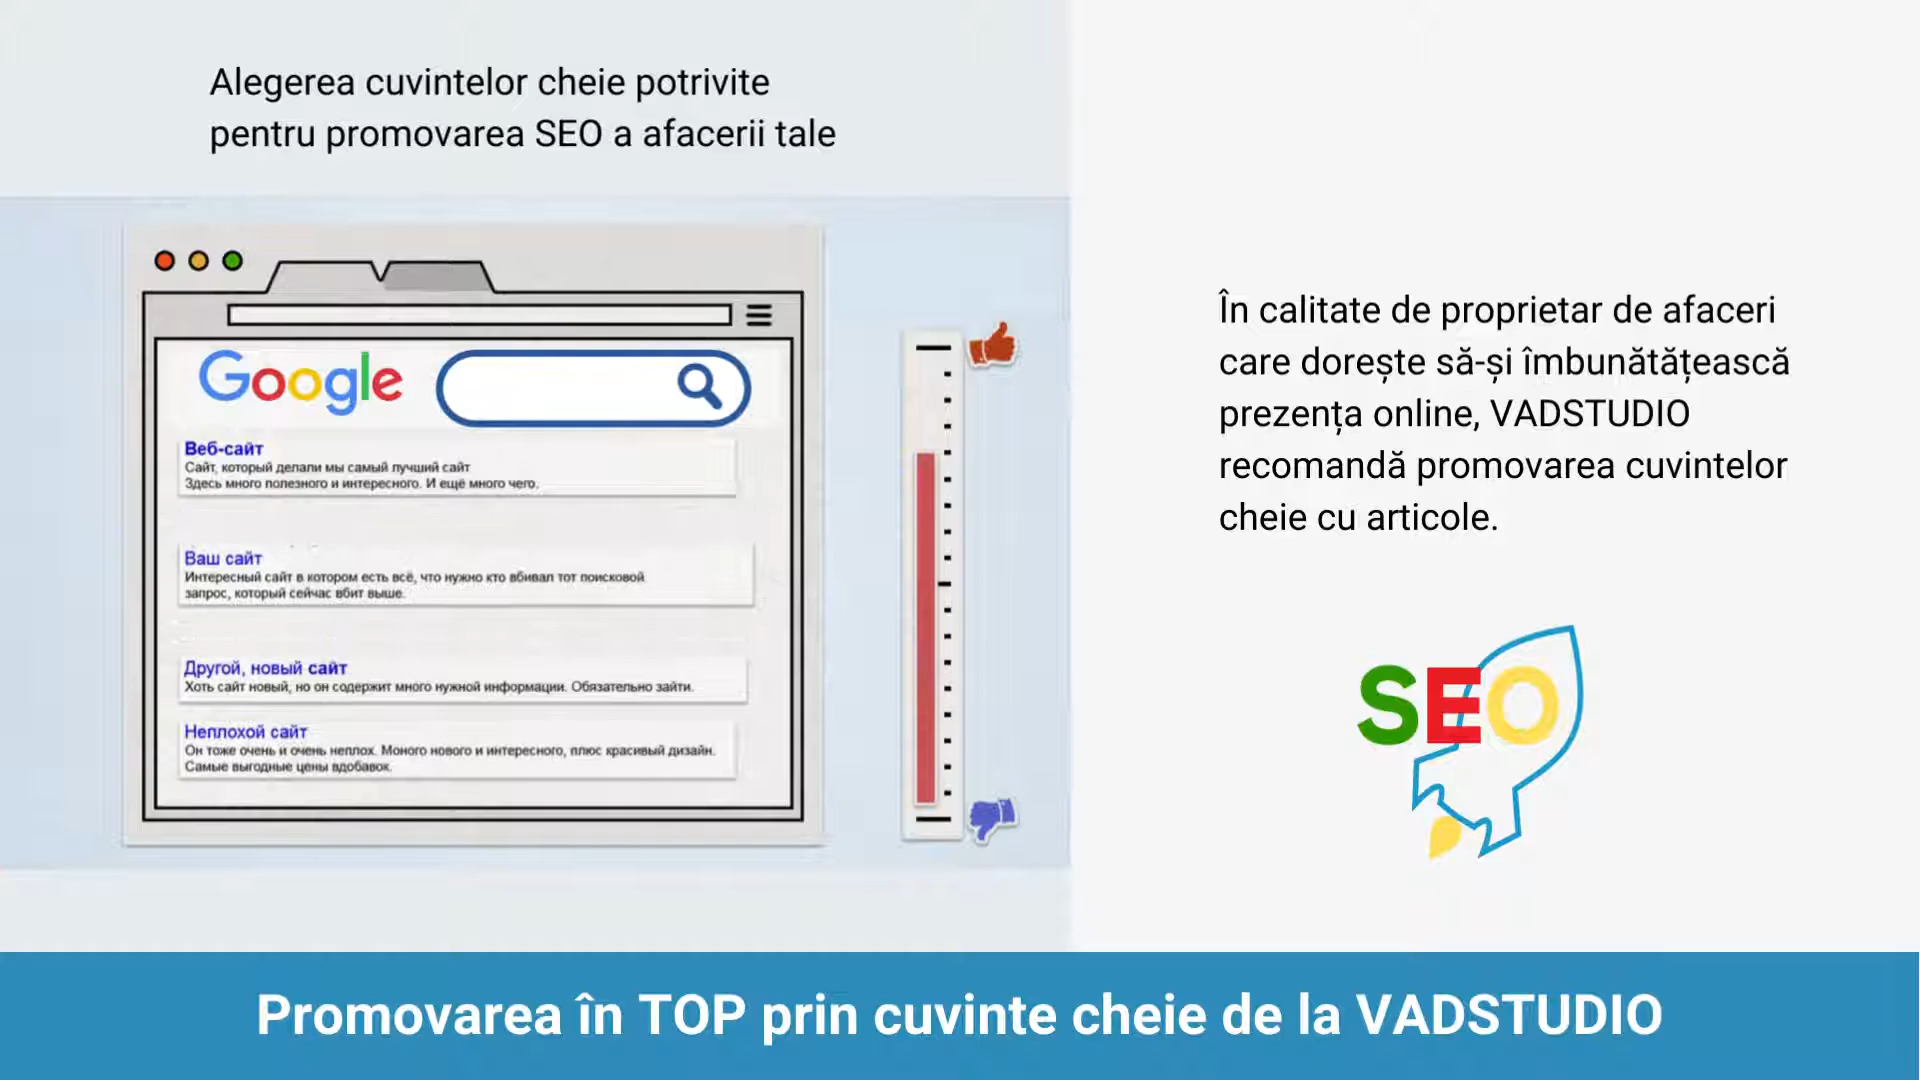 Alegerea cuvintelor cheie potrivite
pentru promovarea SEO a afacerii tale
Google
Веб-сайт
Сайт, который делали мы самый лучший сайт
Здесь много полезного и интересного. И ещё много чего.
Ваш сайт
Интересный сайт в котором есть всё, что нужно кто вбивал тот поисковой
запрос, который сейчас вбит выше.
Другой, новый сайт
Хоть сайт новый, но он содержит много нужной информации. Обязательно зайти.
Неплохой сайт
Он тоже очень и очень неплох. Моного нового и интересного, плюс красивый дизайн.
Самые выгодные цены вдобавок.
În calitate de proprietar de afaceri
care dorește să-și îmbunătățească
prezența online, VADSTUDIO
recomandă promovarea cuvintelor
cheie cu articole.
SEO
Promovarea în TOP prin cuvinte cheie de la VADSTUDIO